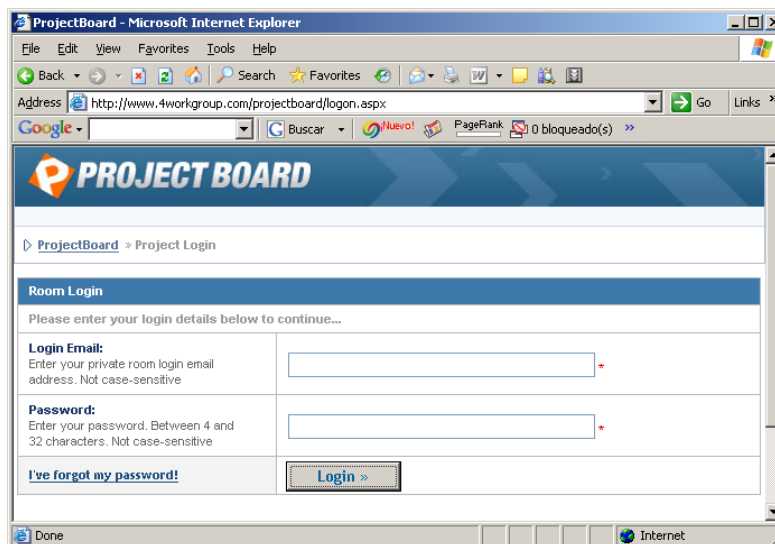 ProjectBoard - Microsoft Internet Explorer
File Edit View Favorites Tools Help
Back Search Favorites
Address http://www.4workgroup.com/projectboard/logon.aspx Go Links »
Google Buscar ¡Nuevo! PageRank 0 bloqueado(s) »
PROJECT BOARD
ProjectBoard » Project Login
Room Login
Please enter your login details below to continue...
Login Email:
Enter your private room login email
address. Not case-sensitive
*
Password:
Enter your password. Between 4 and
32 characters. Not case-sensitive
*
I've forgot my password! Login »
Done Internet